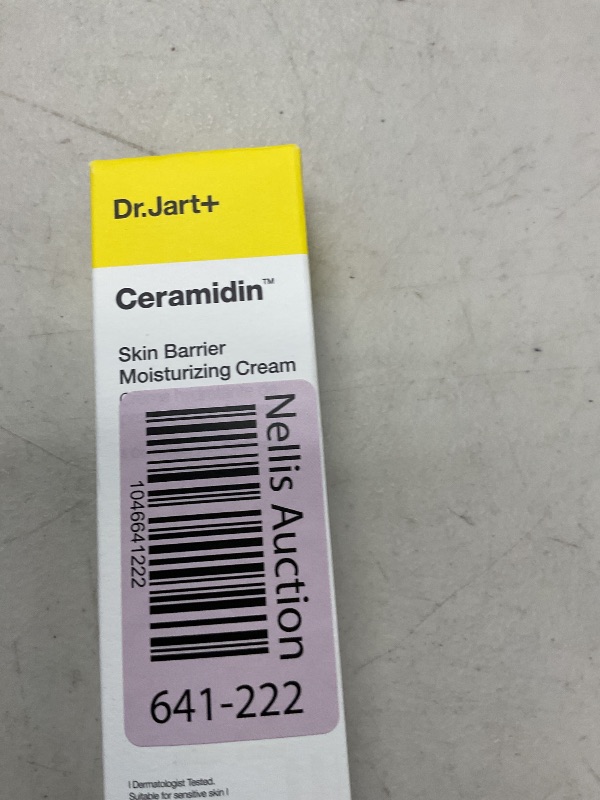 Dr.Jart+
Ceramidin™
Skin Barrier
Moisturizing Cream
Nellis Auction
1046641222
641-222
| Dermatologist Tested.
Suitable for sensitive skin |